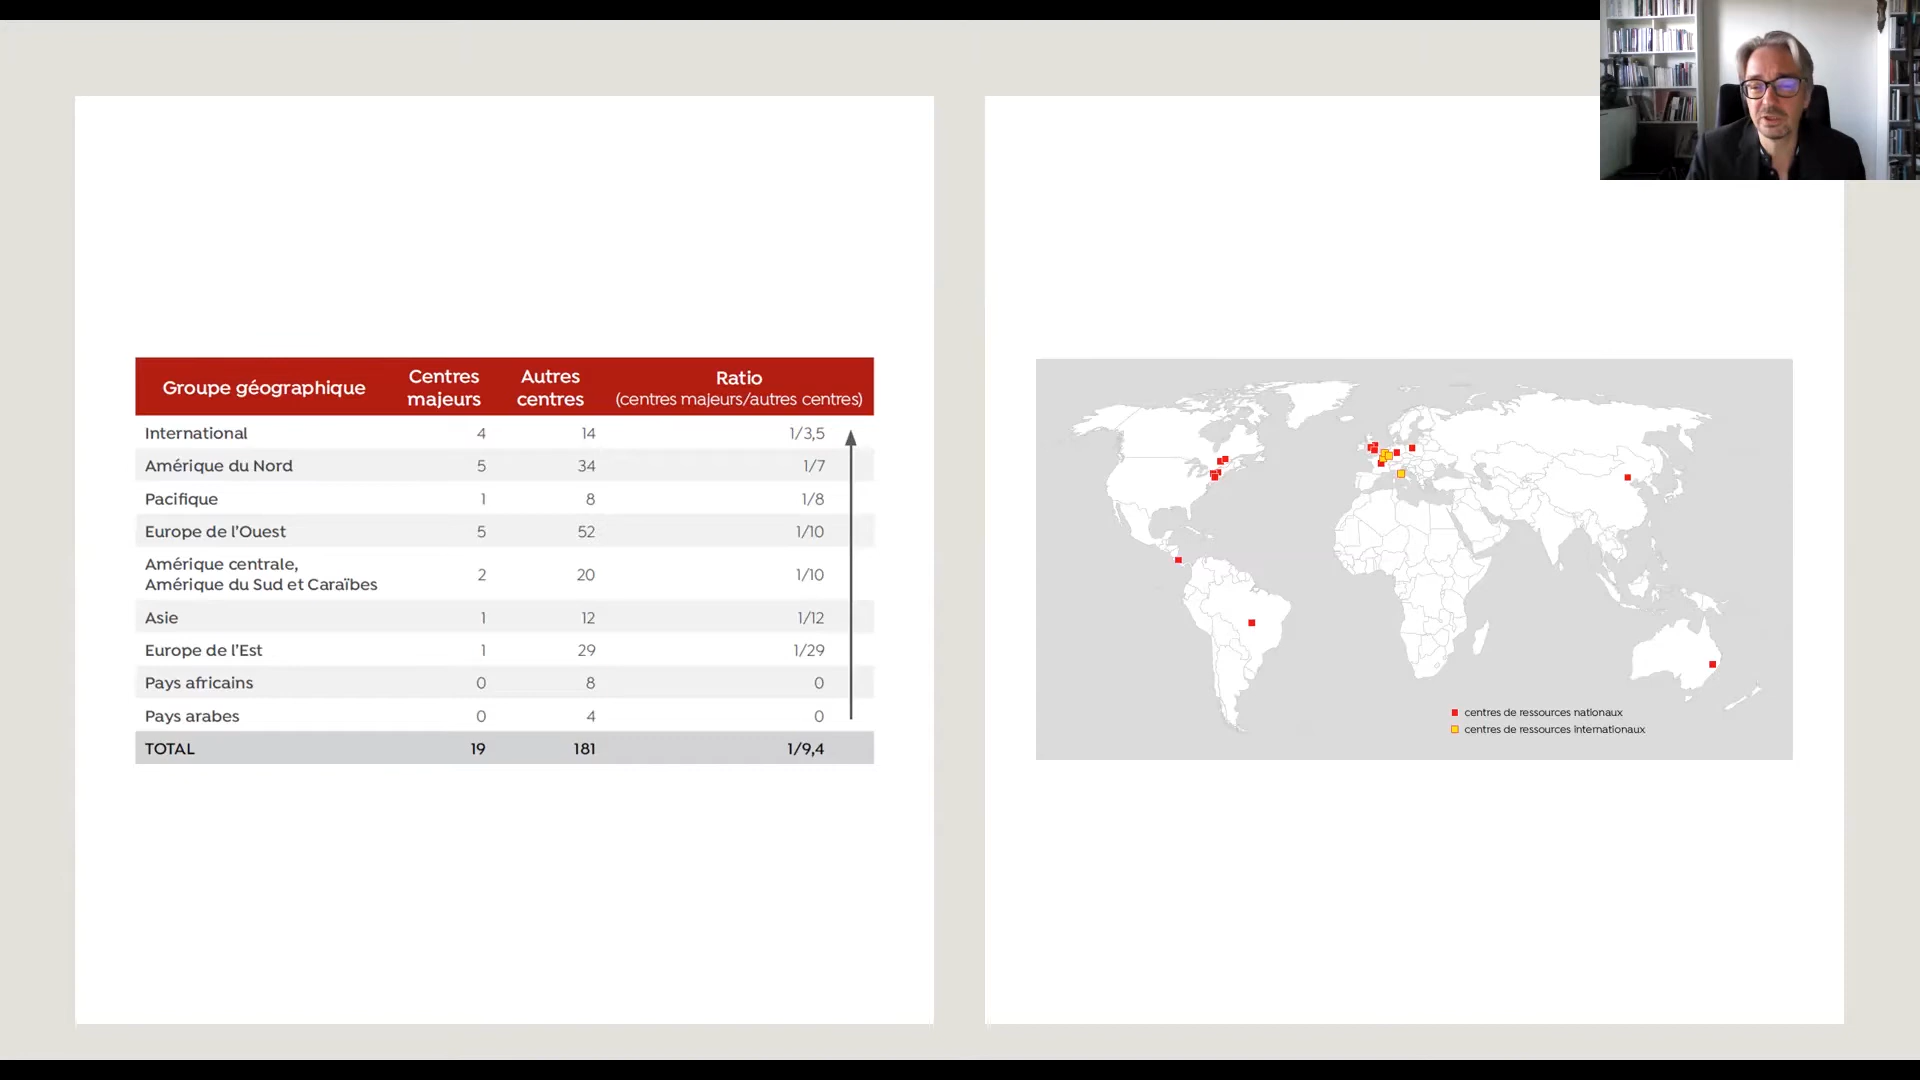 Groupe géographique Centres majeurs Autres centres Ratio (centres majeurs/autres centres)
International 4 14 1/3,5
Amérique du Nord 5 34 1/7
Pacifique 1 8 1/8
Europe de l'Ouest 5 52 1/10
Amérique centrale,
Amérique du Sud et Caraïbes 2 20 1/10
Asie 1 12 1/12
Europe de l'Est 1 29 1/29
Pays africains 0 8 0
Pays arabes 0 4 0
TOTAL 19 181 1/9,4
centres de ressources nationaux
centres de ressources internationaux